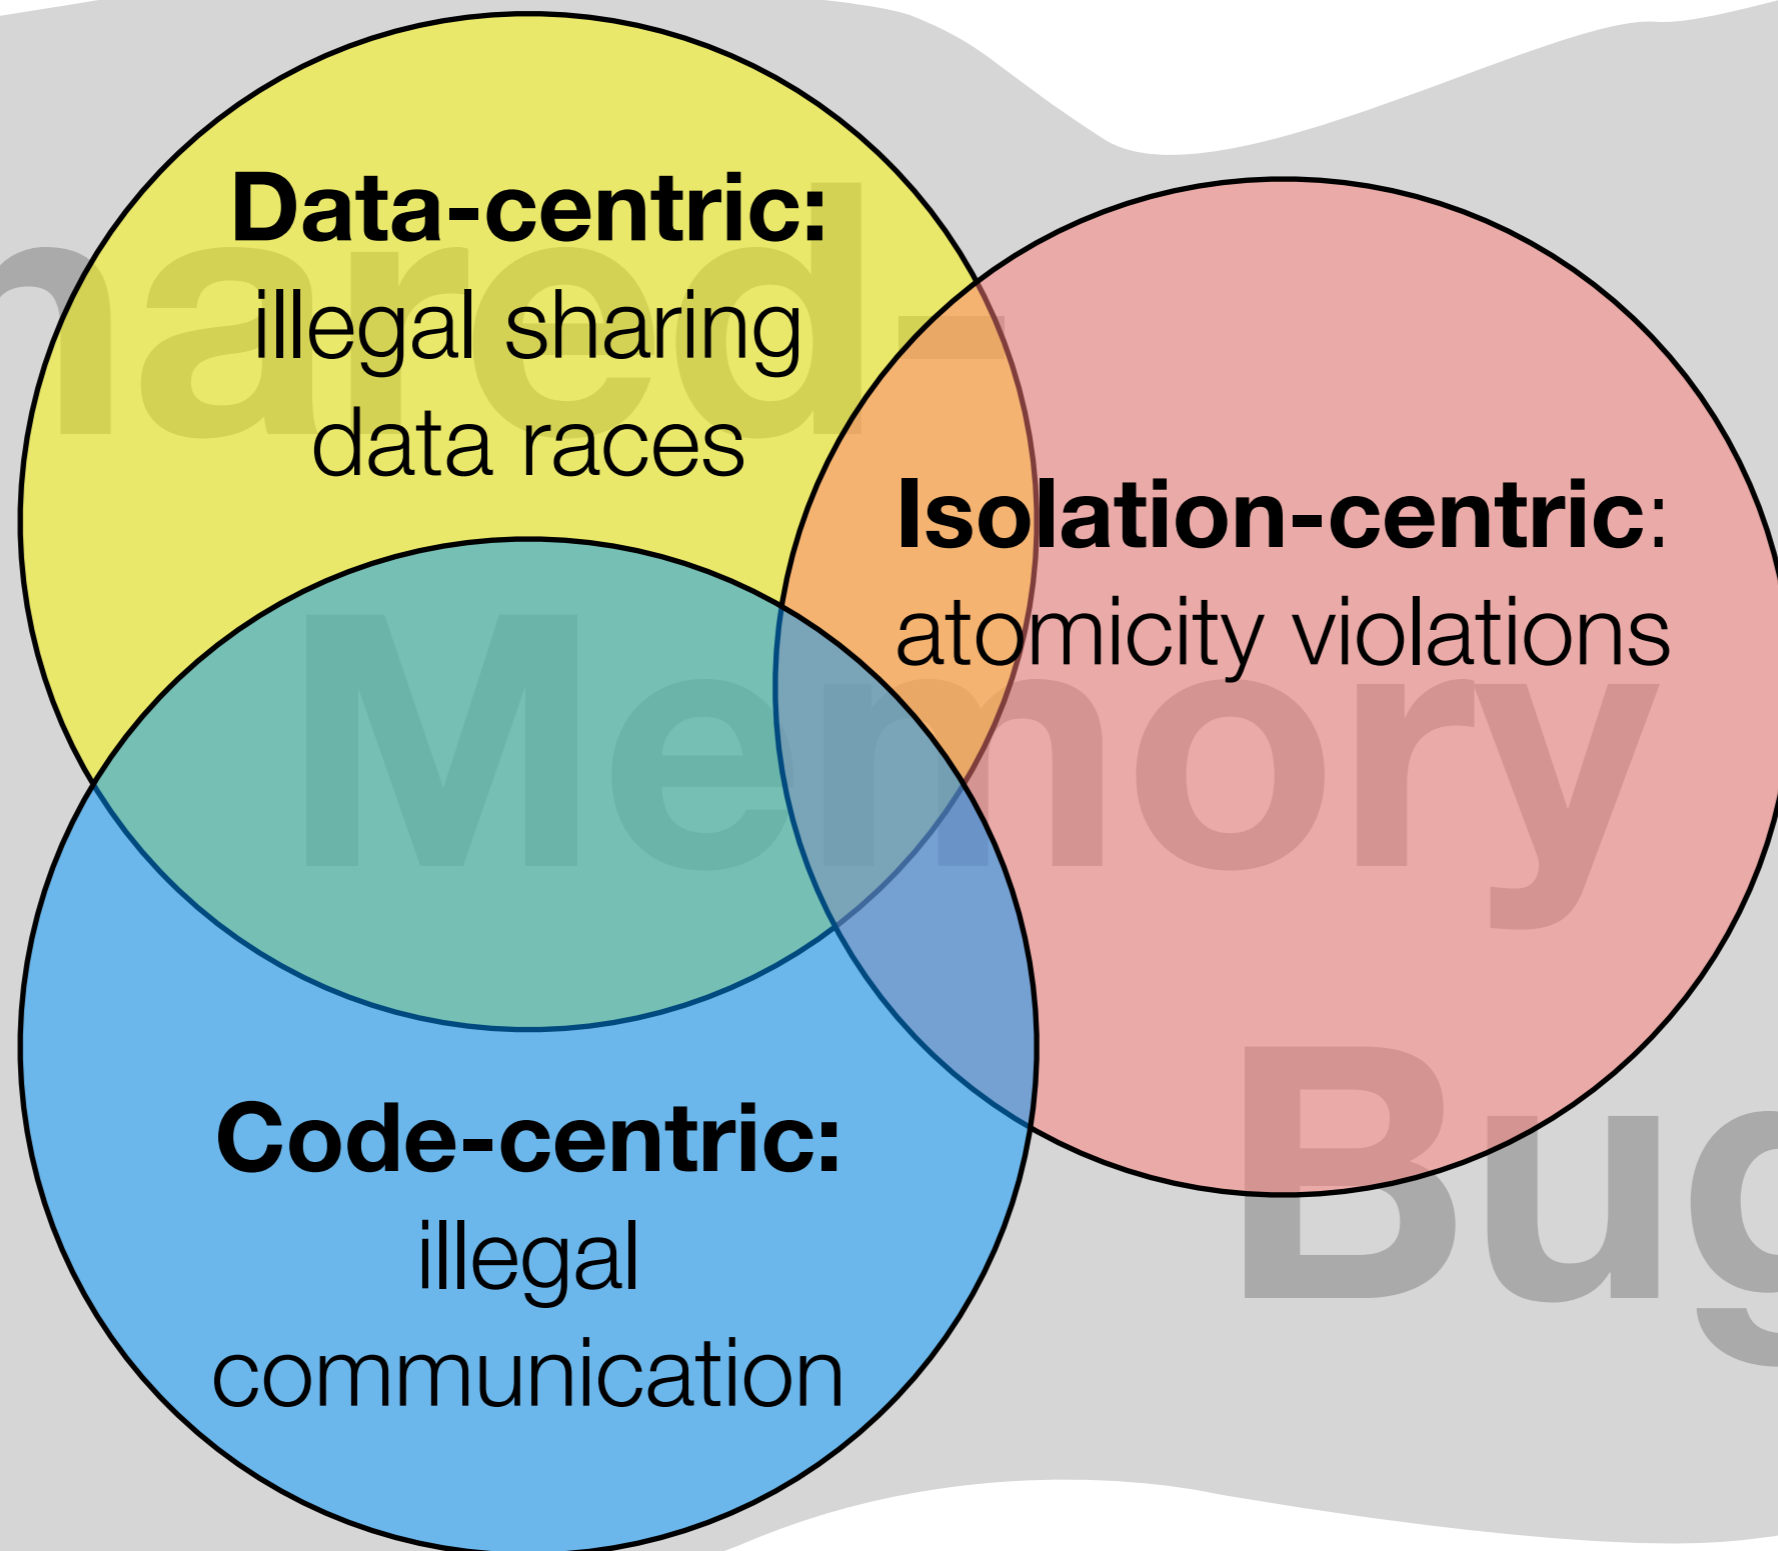 Data-centric:
illegal sharing
data races
Isolation-centric:
atomicity violations
Memory
Code-centric:
illegal
communication